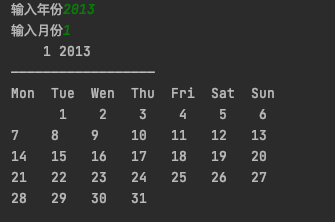 输入年份2013
输入月份1
    1 2013
__________________
Mon  Tue  Wen  Thu  Fri  Sat  Sun
      1    2    3    4    5    6
7    8    9    10   11   12   13
14   15   16   17   18   19   20
21   22   23   24   25   26   27
28   29   30   31